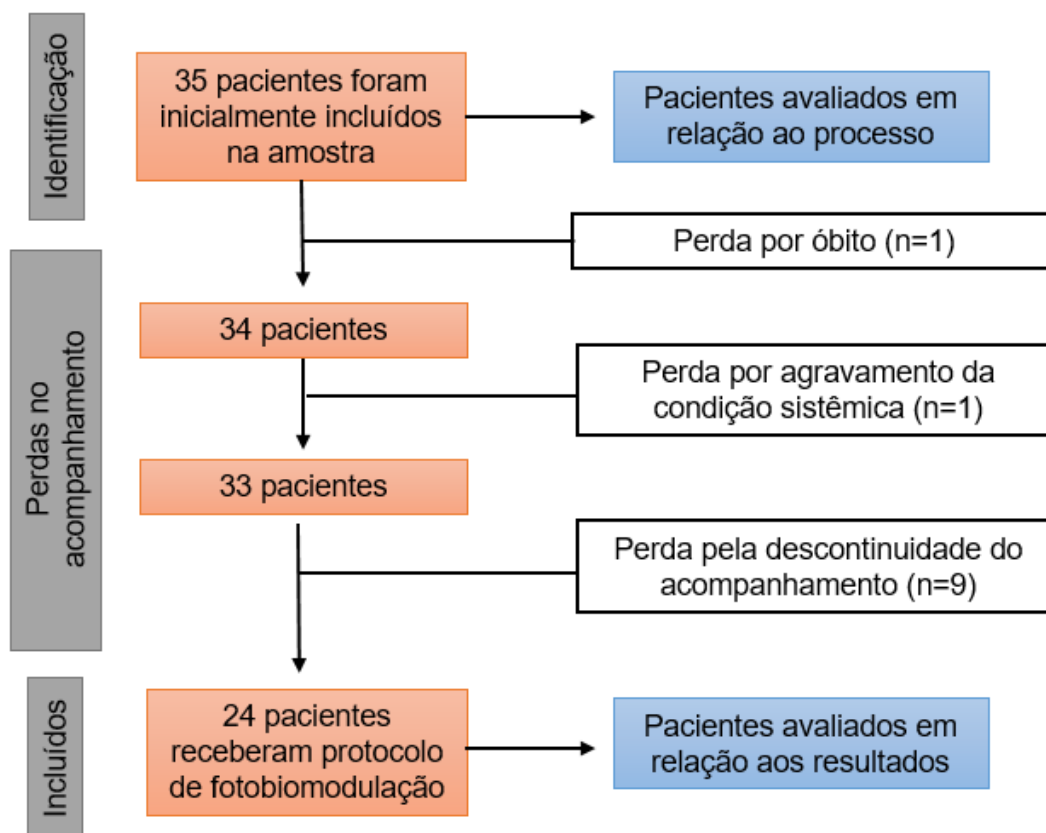 Identificação
35 pacientes foram
inicialmente incluídos
na amostra
Pacientes avaliados em
relação ao processo
Perda por óbito (n=1)
Perdas no
acompanhamento
34 pacientes
Perda por agravamento da
condição sistêmica (n=1)
33 pacientes
Perda pela descontinuidade do
acompanhamento (n=9)
Incluídos
24 pacientes
receberam protocolo
de fotobiomodulação
Pacientes avaliados em
relação aos resultados